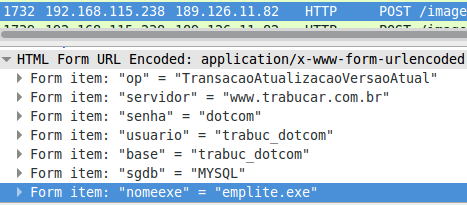 1732 192.168.115.238 189.126.11.82 HTTP POST /image
HTML Form URL Encoded: application/x-www-form-urlencoded
Form item: "op" = "TransacaoAtualizacaoVersaoAtual"
Form item: "servidor" = "www.trabucar.com.br"
Form item: "senha" = "dotcom"
Form item: "usuario" = "trabuc_dotcom"
Form item: "base" = "trabuc_dotcom"
Form item: "sgdb" = "MYSQL"
Form item: "nomeexe" = "emplite.exe"